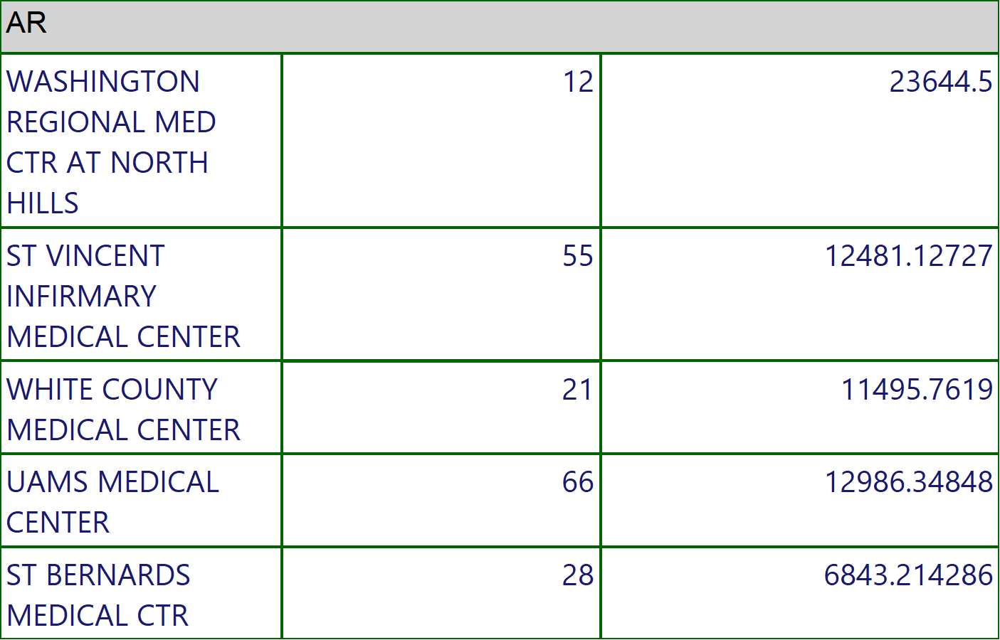 AR
WASHINGTON 12 23644.5
REGIONAL MED
CTR AT NORTH
HILLS
ST VINCENT 55 12481.12727
INFIRMARY
MEDICAL CENTER
WHITE COUNTY 21 11495.7619
MEDICAL CENTER
UAMS MEDICAL 66 12986.34848
CENTER
ST BERNARDS 28 6843.214286
MEDICAL CTR